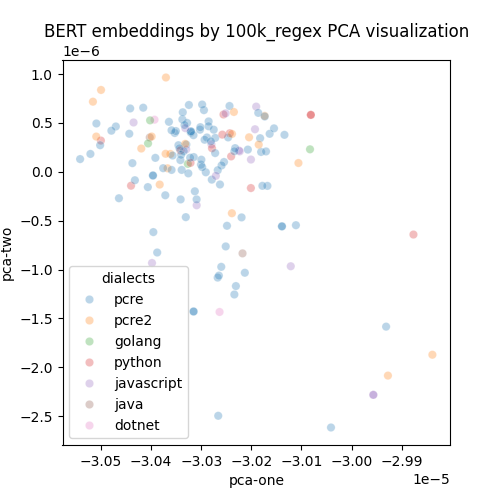 BERT embeddings by 100k_regex PCA visualization
1e−6
1.0
0.5
0.0
−0.5
−1.0
−1.5
−2.0
−2.5
pca-two
dialects
pcre
pcre2
golang
python
javascript
java
dotnet
−3.05 −3.04 −3.03 −3.02 −3.01 −3.00 −2.99
pca-one
1e−5